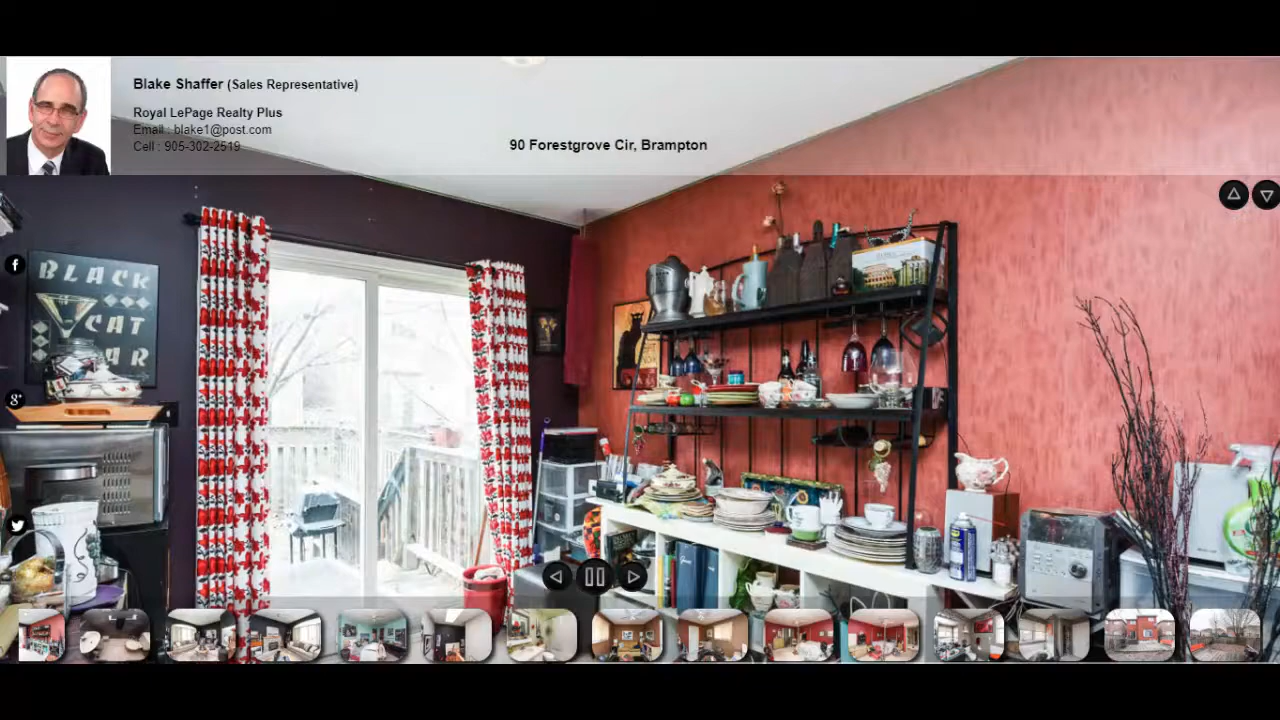 Blake Shaffer (Sales Representative)
Royal LePage Realty Plus
Email : blake1@post.com
Cell : 905-302-2519
90 Forestgrove Cir, Brampton
f
BLACK
CAT
BAR
g+